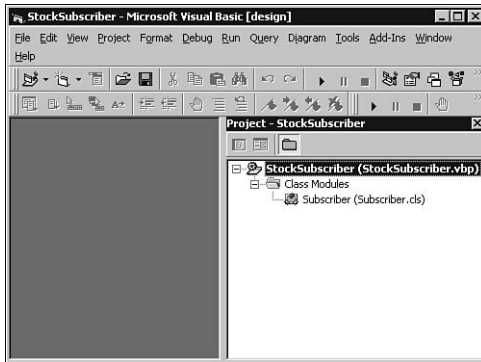 StockSubscriber - Microsoft Visual Basic [design]
File Edit View Project Format Debug Run Query Diagram Tools Add-Ins Window
Help
Project - StockSubscriber
StockSubscriber (StockSubscriber.vbp)
Class Modules
Subscriber (Subscriber.cls)